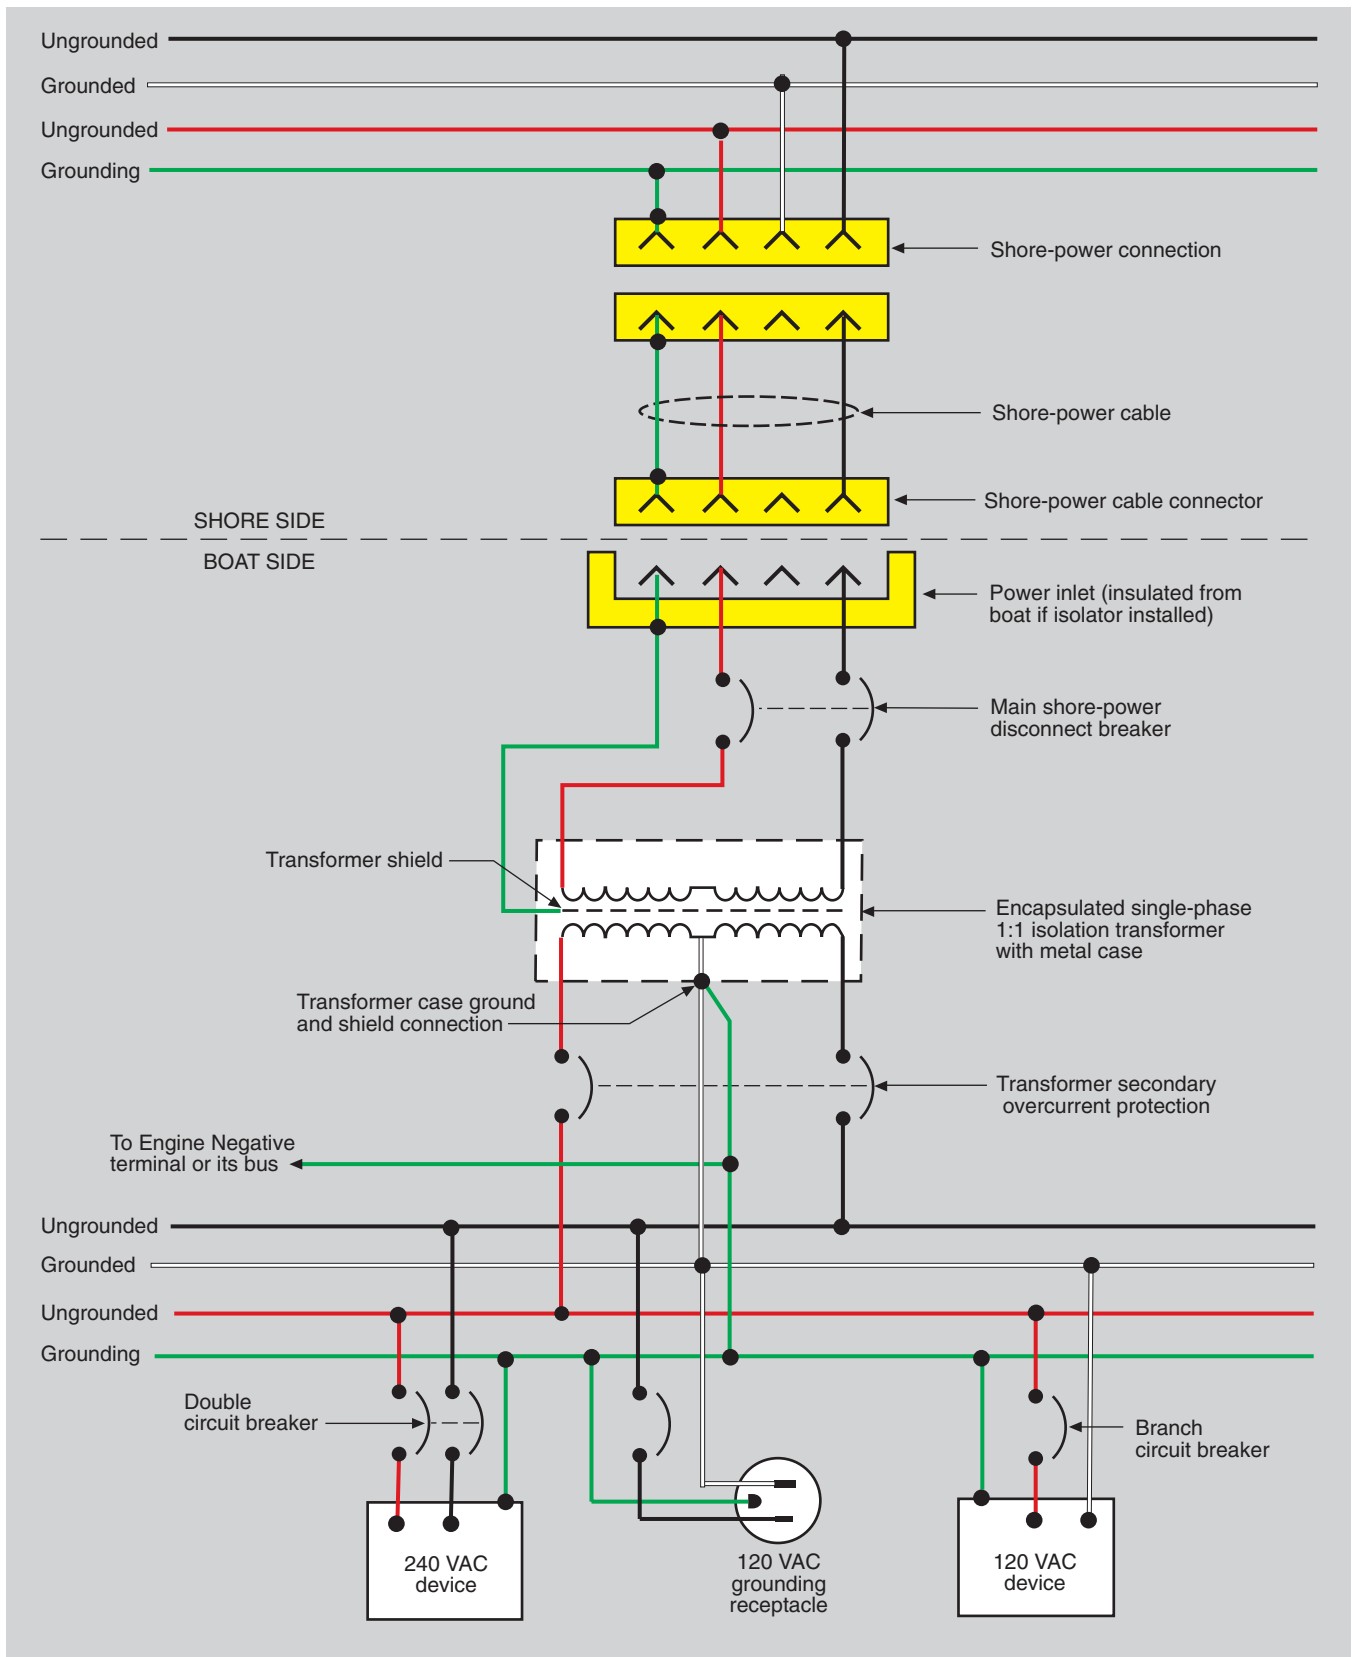 Ungrounded
Grounded
Ungrounded
Grounding
Shore-power connection
Shore-power cable
Shore-power cable connector
SHORE SIDE
BOAT SIDE
Power inlet (insulated from
boat if isolator installed)
Main shore-power
disconnect breaker
Transformer shield
Encapsulated single-phase
1:1 isolation transformer
with metal case
Transformer case ground
and shield connection
Transformer secondary
overcurrent protection
To Engine Negative
terminal or its bus
Ungrounded
Grounded
Ungrounded
Grounding
Double
circuit breaker
Branch
circuit breaker
240 VAC
device
120 VAC
grounding
receptacle
120 VAC
device